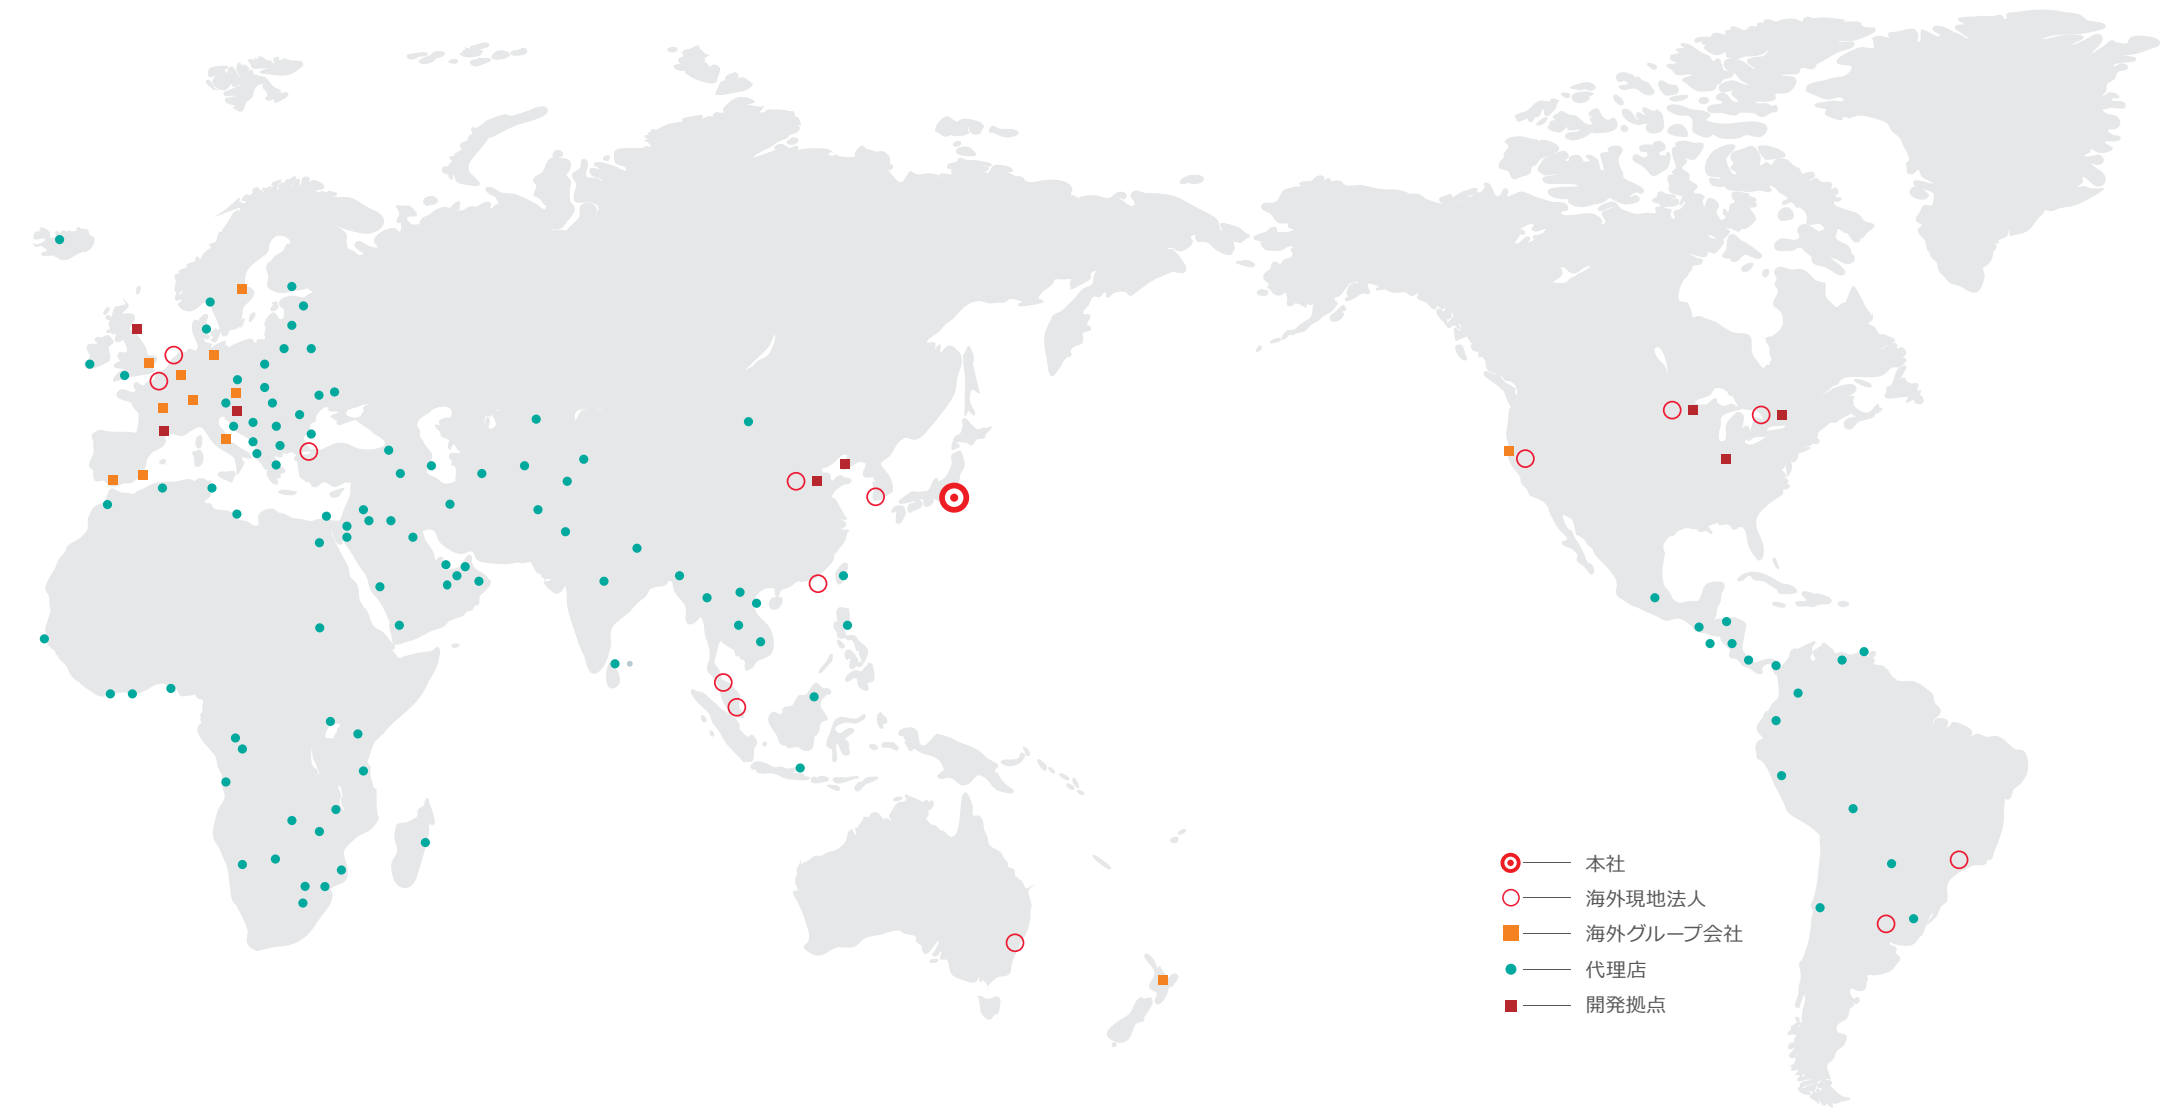 本社
海外現地法人
海外グループ会社
代理店
開発拠点